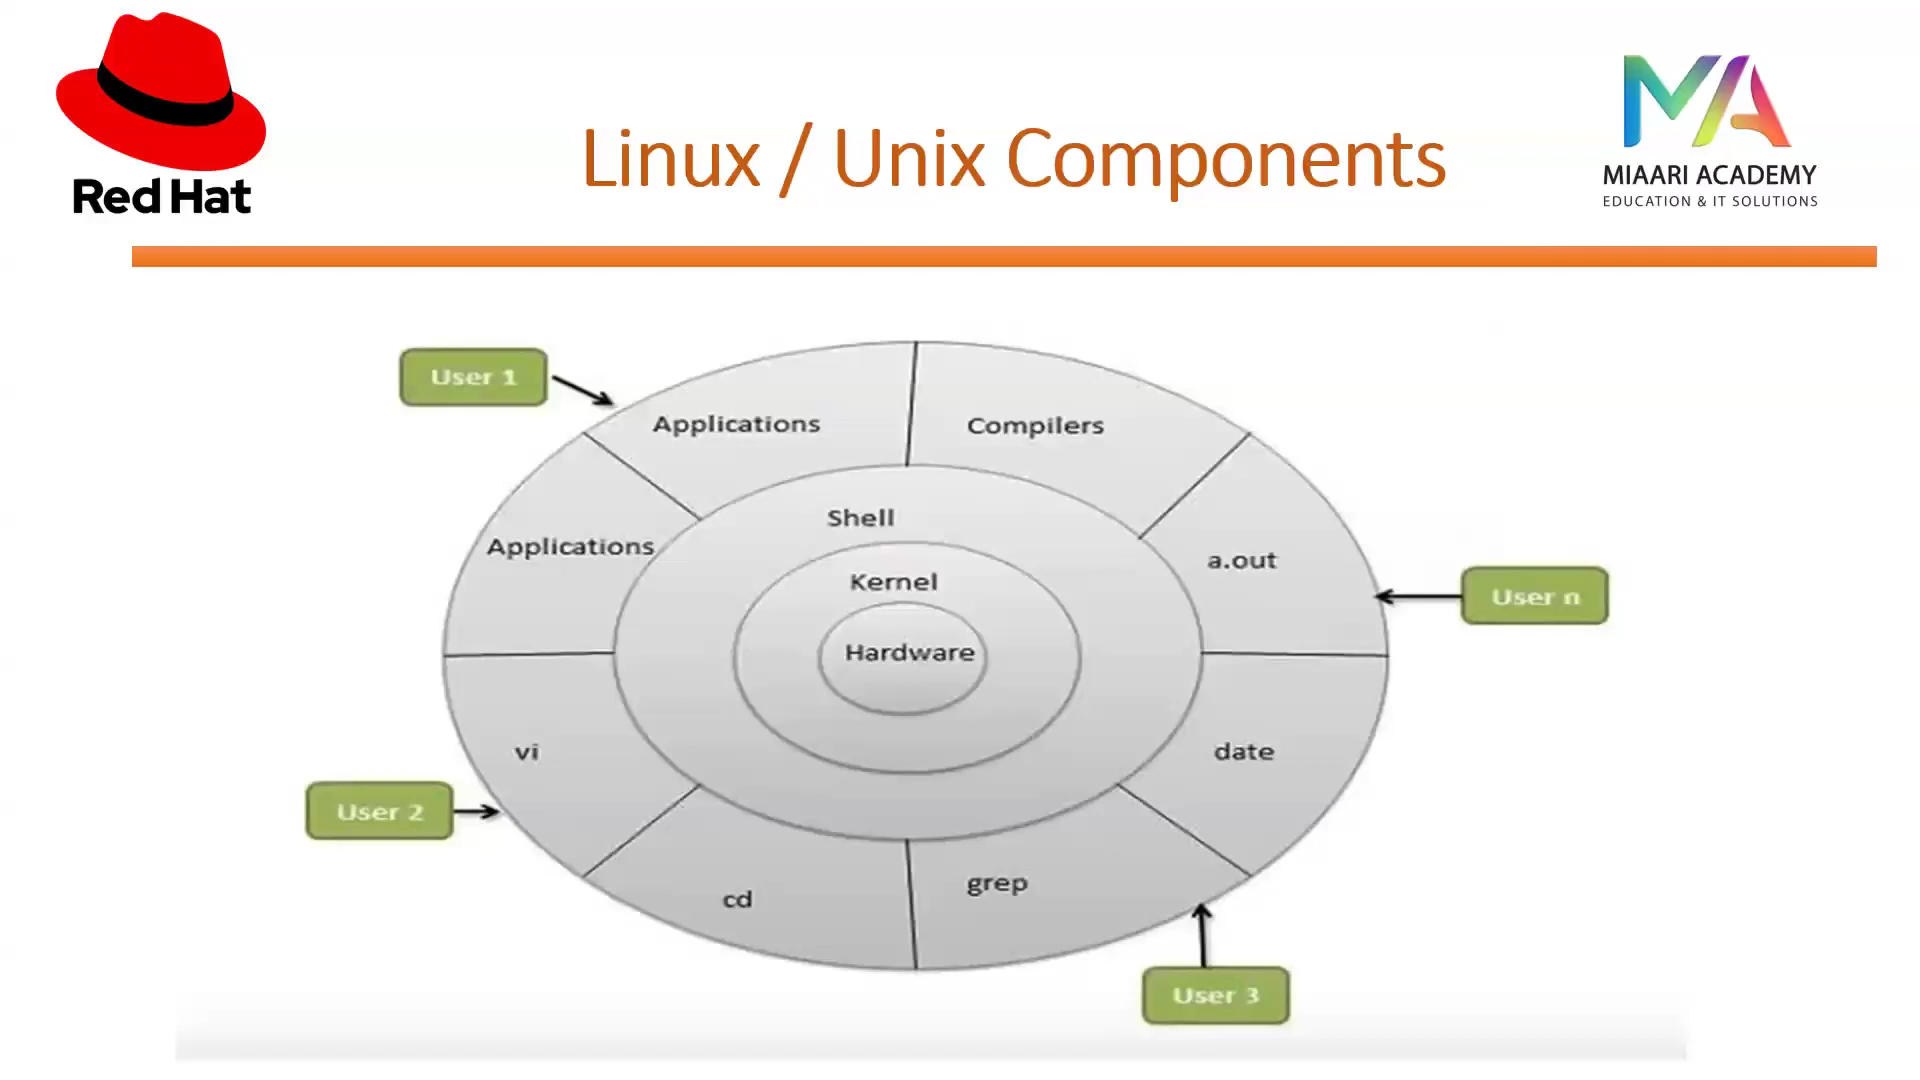 Red Hat
Linux / Unix Components
MIAARI ACADEMY
EDUCATION & IT SOLUTIONS
User 1
Applications
Compilers
Shell
Applications
a.out
Kernel
User n
Hardware
vi
date
User 2
cd
grep
User 3